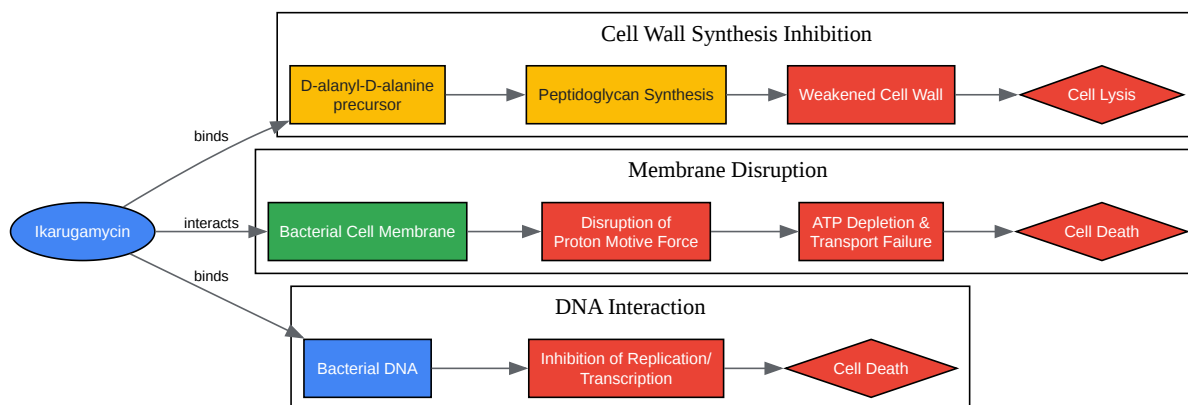 Cell Wall Synthesis Inhibition
D-alanyl-D-alanine
precursor
Peptidoglycan Synthesis
Weakened Cell Wall
Cell Lysis
binds
Membrane Disruption
Ikarugamycin
interacts
Bacterial Cell Membrane
Disruption of
Proton Motive Force
ATP Depletion &
Transport Failure
Cell Death
binds
DNA Interaction
Bacterial DNA
Inhibition of Replication/
Transcription
Cell Death